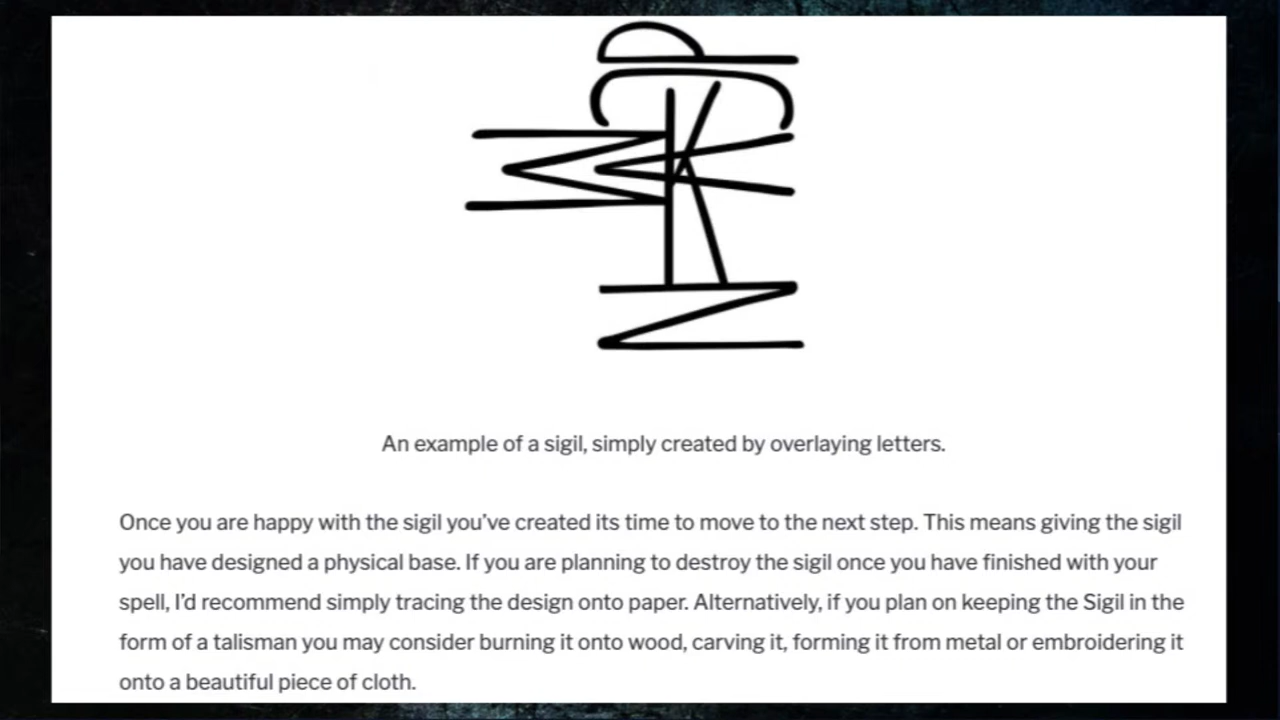 An example of a sigil, simply created by overlaying letters.
Once you are happy with the sigil you've created its time to move to the next step. This means giving the sigil
you have designed a physical base. If you are planning to destroy the sigil once you have finished with your
spell, I'd recommend simply tracing the design onto paper. Alternatively, if you plan on keeping the Sigil in the
form of a talisman you may consider burning it onto wood, carving it, forming it from metal or embroidering it
onto a beautiful piece of cloth.